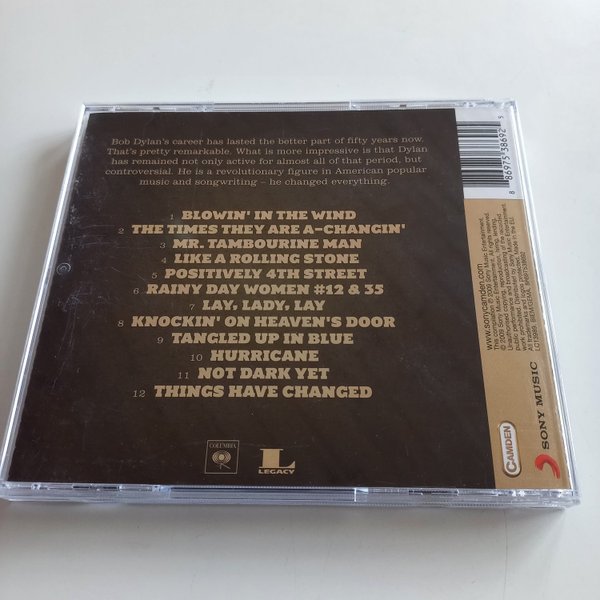 Bob Dylan's career has lasted the better part of fifty years now.
That's pretty remarkable. What is more impressive is that Dylan
has remained not only active for almost all of that period, but
controversial. He is a revolutionary figure in American popular
music and songwriting – he changed everything.
1 BLOWIN' IN THE WIND
2 THE TIMES THEY ARE A-CHANGIN'
3 MR. TAMBOURINE MAN
4 LIKE A ROLLING STONE
5 POSITIVELY 4TH STREET
6 RAINY DAY WOMEN #12 & 35
7 LAY, LADY, LAY
8 KNOCKIN' ON HEAVEN'S DOOR
9 TANGLED UP IN BLUE
10 HURRICANE
11 NOT DARK YET
12 THINGS HAVE CHANGED
COLUMBIA
L
LEGACY
8 86975 38692 5
www.sonycamden.com
CAMDEN
SONY MUSIC